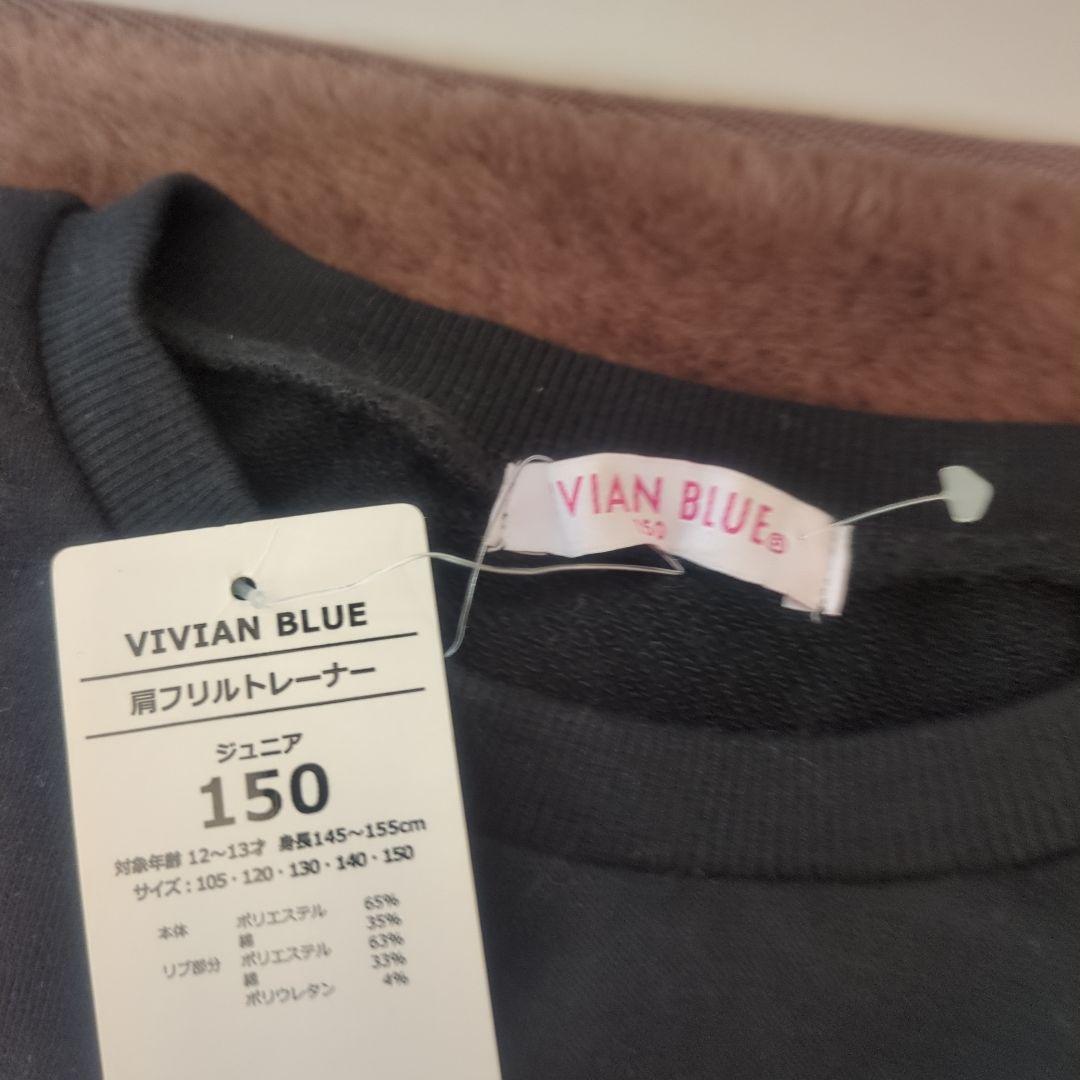 VIVIAN BLUE®
150
VIVIAN BLUE
肩フリルトレーナー
ジュニア
150
対象年齢 12〜13才 身長145〜155cm
サイズ：105・120・130・140・150
本体 ポリエステル 65%
綿 35%
リブ部分 ポリエステル 63%
綿 33%
ポリウレタン 4%